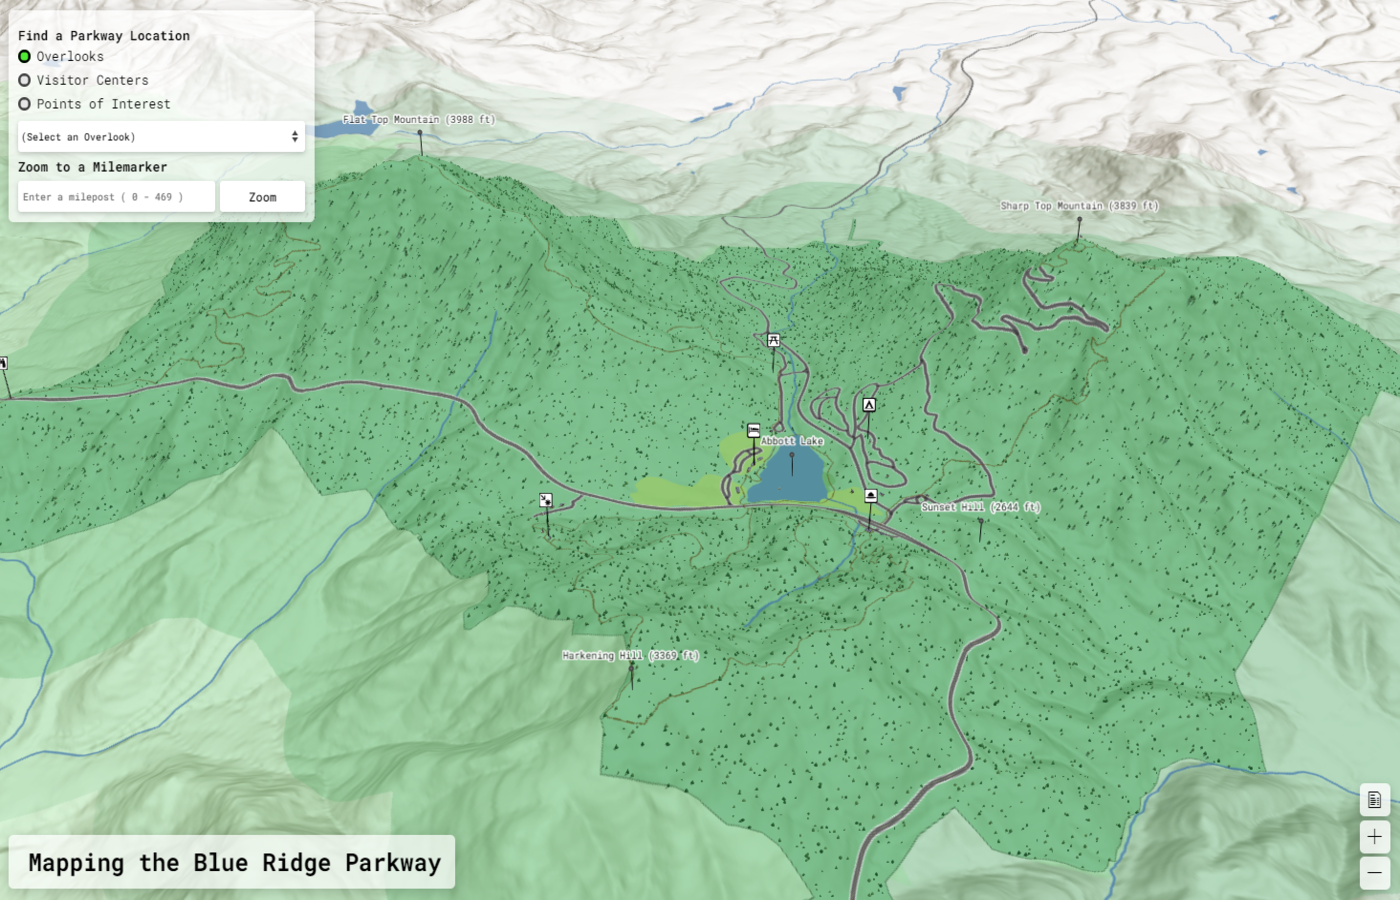 Find a Parkway Location
Overlooks
Visitor Centers
Points of Interest
(Select an Overlook)
Zoom to a Milemarker
Enter a milepost ( 0 - 469 )
Zoom
Flat Top Mountain (3988 ft)
Sharp Top Mountain (3839 ft)
Abbott Lake
Sunset Hill (2644 ft)
Harkening Hill (3369 ft)
Mapping the Blue Ridge Parkway